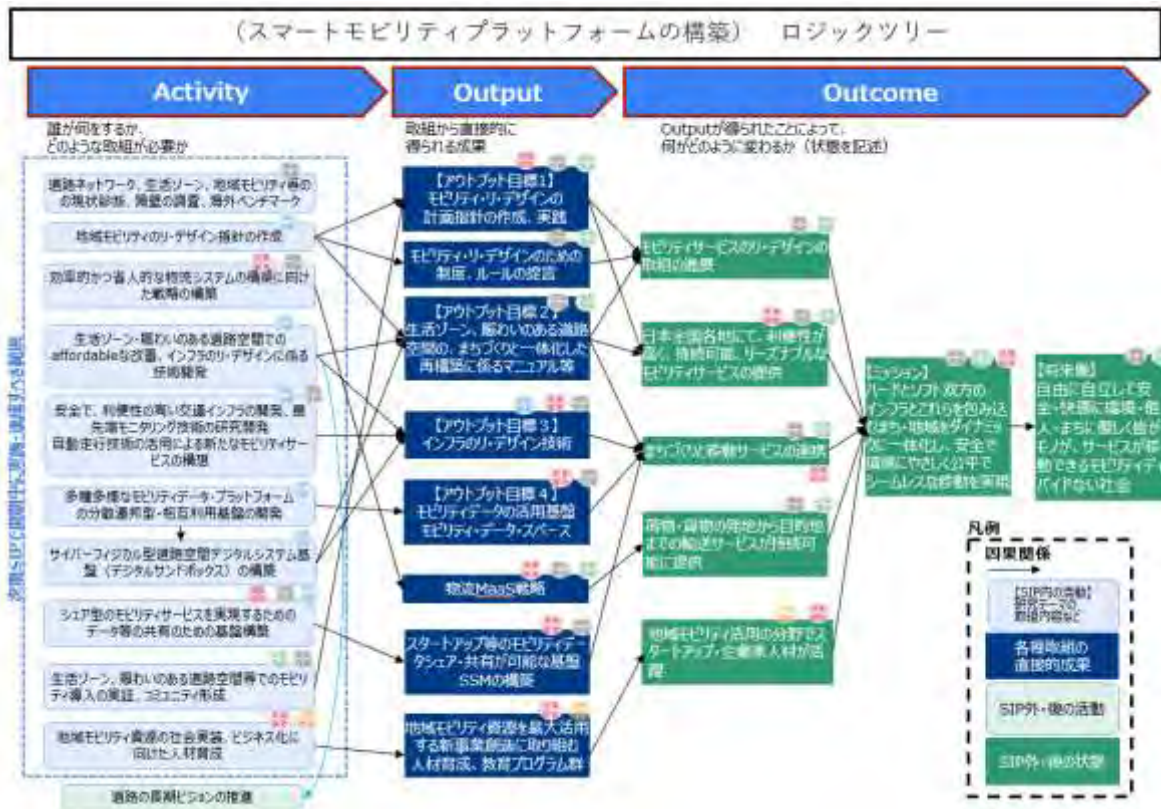 （スマートモビリティプラットフォームの構築）　ロジックツリー
Activity
Output
Outcome
誰が何をするか、
どのような取組が必要か
取組から直接的に
得られる成果
Outputが得られたことによって、
何がどのように変わるか（状態を記述）
道路ネットワーク、生活ゾーン、地域モビリティ等の
の現状診断、障壁の調査、海外ベンチマーク
地域モビリティのリ・デザイン指針の作成
効率的かつ省人的な物流システムの構築に向け
た戦略の構築
生活ゾーン・賑わいのある道路空間での
affordableな改善、インフラのリ・デザインに係る
技術開発
安全で、利便性の高い交通インフラの開発、最
先端モニタリング技術の研究開発
自動走行技術の活用による新たなモビリティサー
ビスの構想
多種多様なモビリティデータ・プラットフォーム
の分散連邦型・相互利用基盤の開発
サイバーフィジカル型道路空間デジタルシステム基
盤（デジタルサンドボックス）の構築
シェア型のモビリティサービスを実現するための
データ等の共有のための基盤構築
生活ゾーン、賑わいのある道路空間等でのモビリ
ティ導入の実証、コミュニティ形成
地域モビリティ資源の社会実装、ビジネス化に
向けた人材育成
道路の長期ビジョンの推進
【アウトプット目標1】
モビリティ・リ・デザインの
計画指針の作成、実践
モビリティ・リ・デザインのための
制度、ルールの提言
【アウトプット目標2】
生活ゾーン、賑わいのある道路
空間の、まちづくりと一体化した
再構築に係るマニュアル等
【アウトプット目標3】
インフラのリ・デザイン技術
【アウトプット目標4】
モビリティデータの活用基盤
モビリティ・データ・スペース
物流MaaS戦略
スタートアップ等のモビリティデー
タシェア・共有が可能な基盤
SSMの構築
地域モビリティ資源を最大活用
する新事業創造に取り組む
人材育成、教育プログラム群
モビリティサービスのリ・デザインの
取組の進展
日本全国各地にて、利便性が
高く、持続可能、リーズナブルな
モビリティサービスの提供
まちづくりと移動サービスの連携
荷物・貨物の発地から目的地
までの輸送サービスが持続可
能に提供
地域モビリティ活用の分野でス
タートアップ・企業家人材が活
躍
【ミッション】
ハードとソフト双方の
インフラとこれらを包み込
むまち・地域をダイナミッ
クに一体化し、安全で
環境にやさしく公平で
シームレスな移動を実現
【将来像】
自由に自立して安
全・快適に環境・他
人・まちに優しく皆が
モノが、サービスが移
動できるモビリティディ
バイドない社会
凡例
因果関係
【SIP内の活動】
取組内容など
各種取組の
直接的成果
SIP外・後の活動
SIP外・後の状態